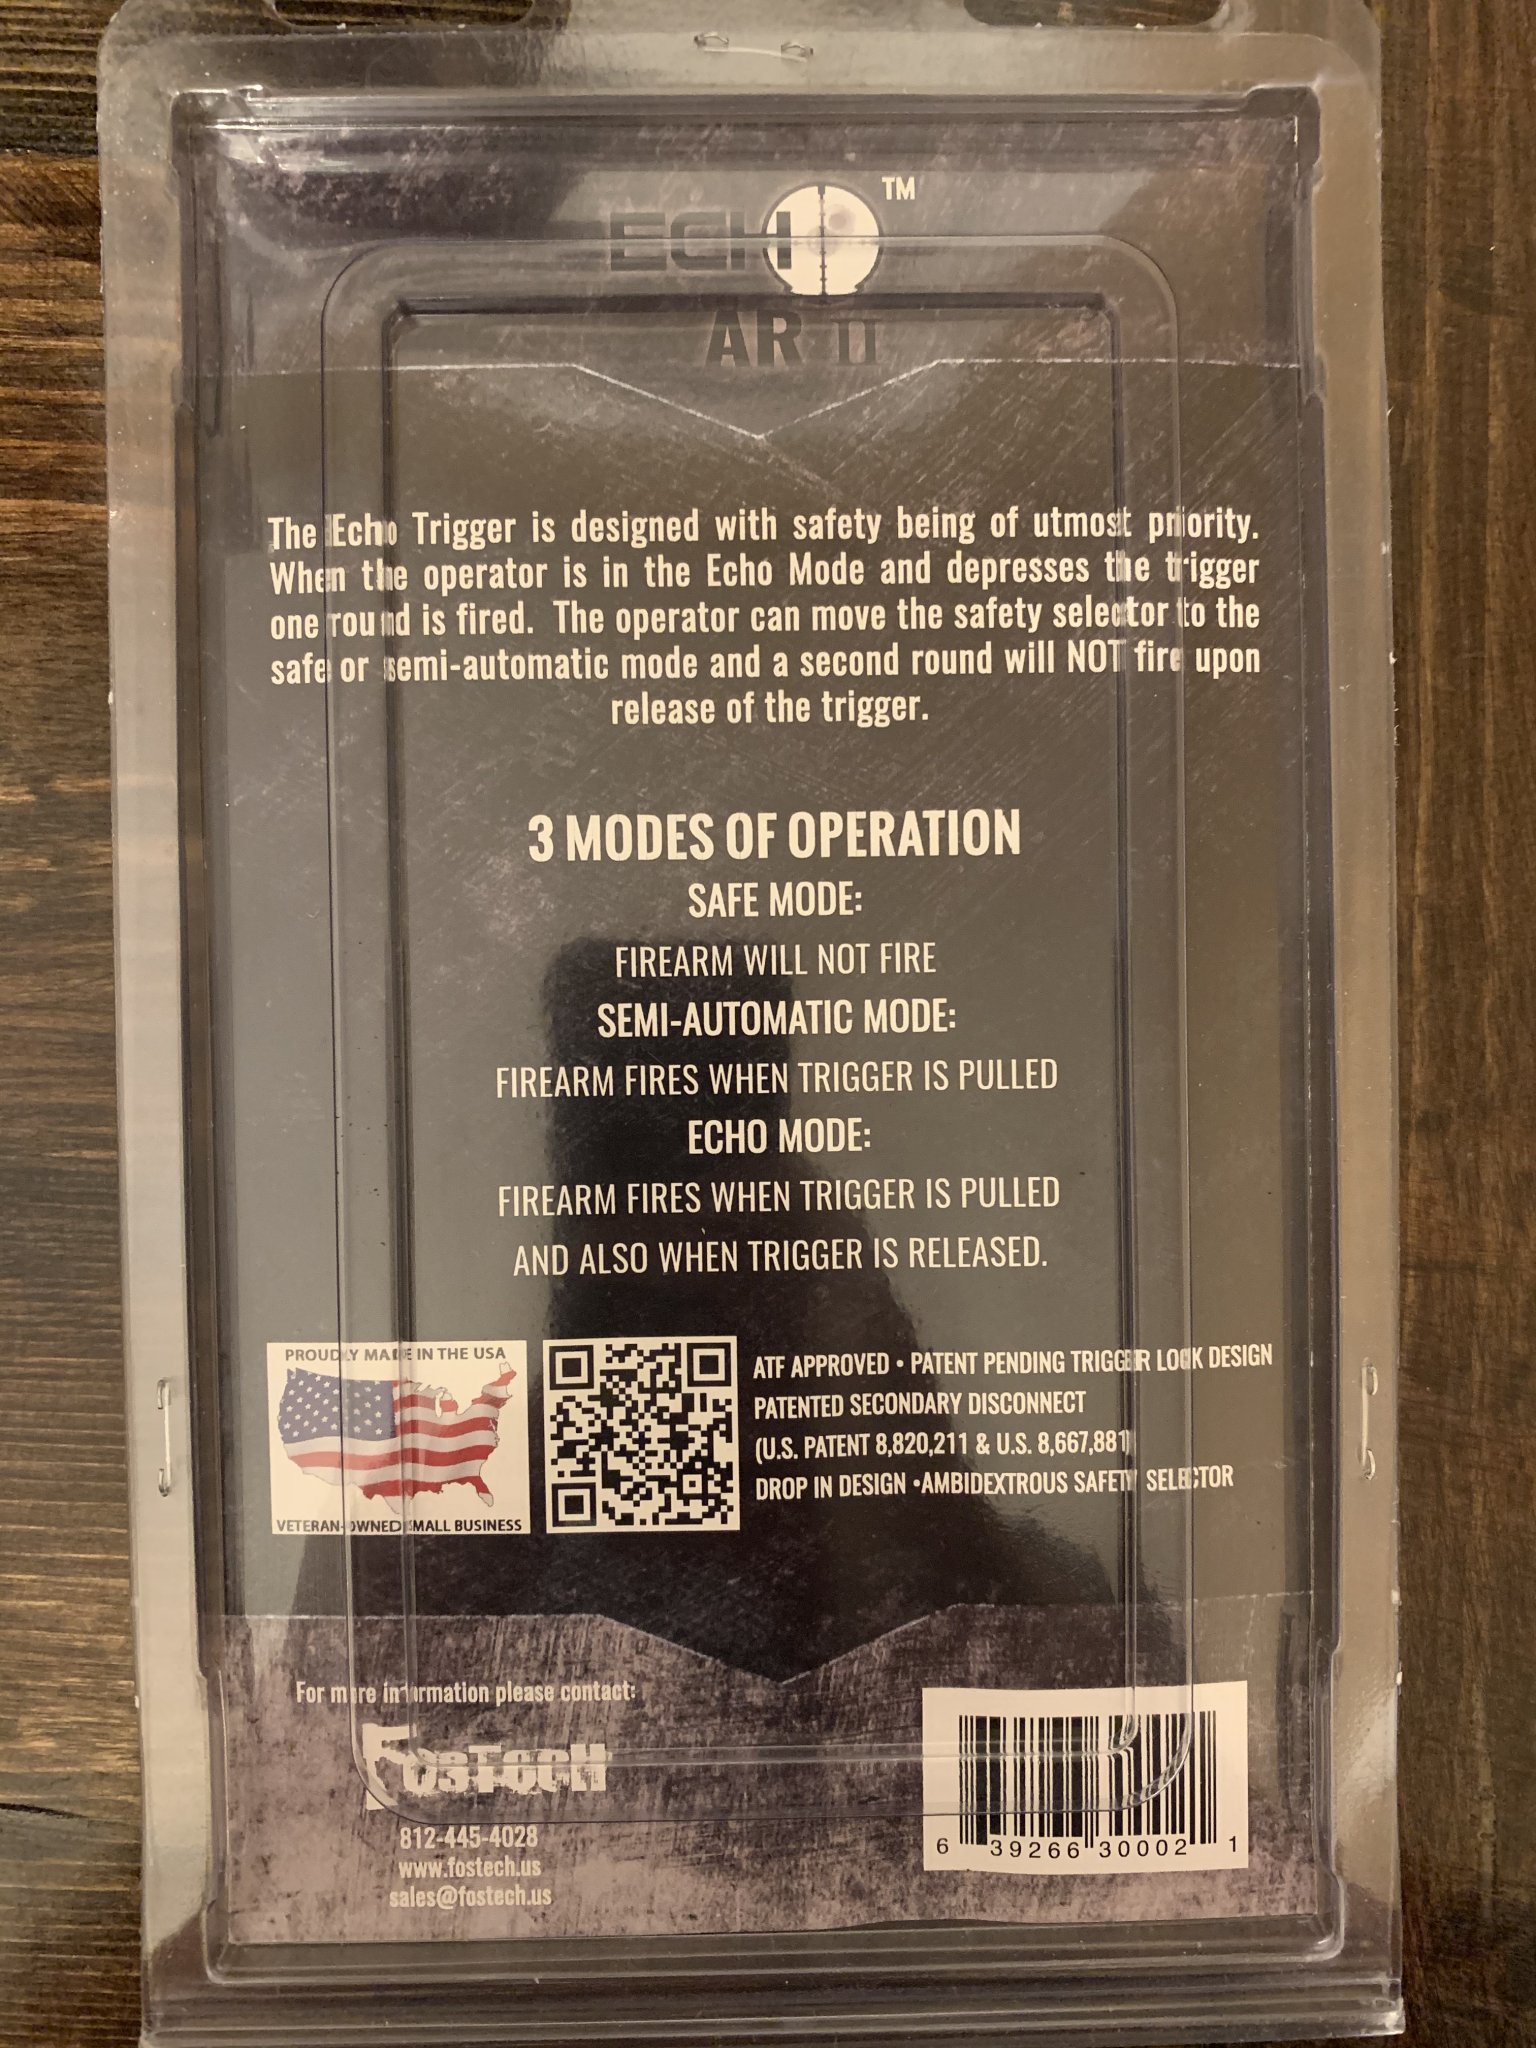 ECHO™
AR II
The Echo Trigger is designed with safety being of utmost priority.
When the operator is in the Echo Mode and depresses the trigger
one round is fired. The operator can move the safety selector to the
safe or semi-automatic mode and a second round will NOT fire upon
release of the trigger.
3 MODES OF OPERATION
SAFE MODE:
FIREARM WILL NOT FIRE
SEMI-AUTOMATIC MODE:
FIREARM FIRES WHEN TRIGGER IS PULLED
ECHO MODE:
FIREARM FIRES WHEN TRIGGER IS PULLED
AND ALSO WHEN TRIGGER IS RELEASED.
PROUDLY MADE IN THE USA
VETERAN-OWNED SMALL BUSINESS
ATF APPROVED • PATENT PENDING TRIGGER LOCK DESIGN
PATENTED SECONDARY DISCONNECT
(U.S. PATENT 8,820,211 & U.S. 8,667,881)
DROP IN DESIGN •AMBIDEXTROUS SAFETY SELECTOR
For more information please contact:
FosTecH
812-445-4028
www.fostech.us
sales@fostech.us
6 39266 30002 1